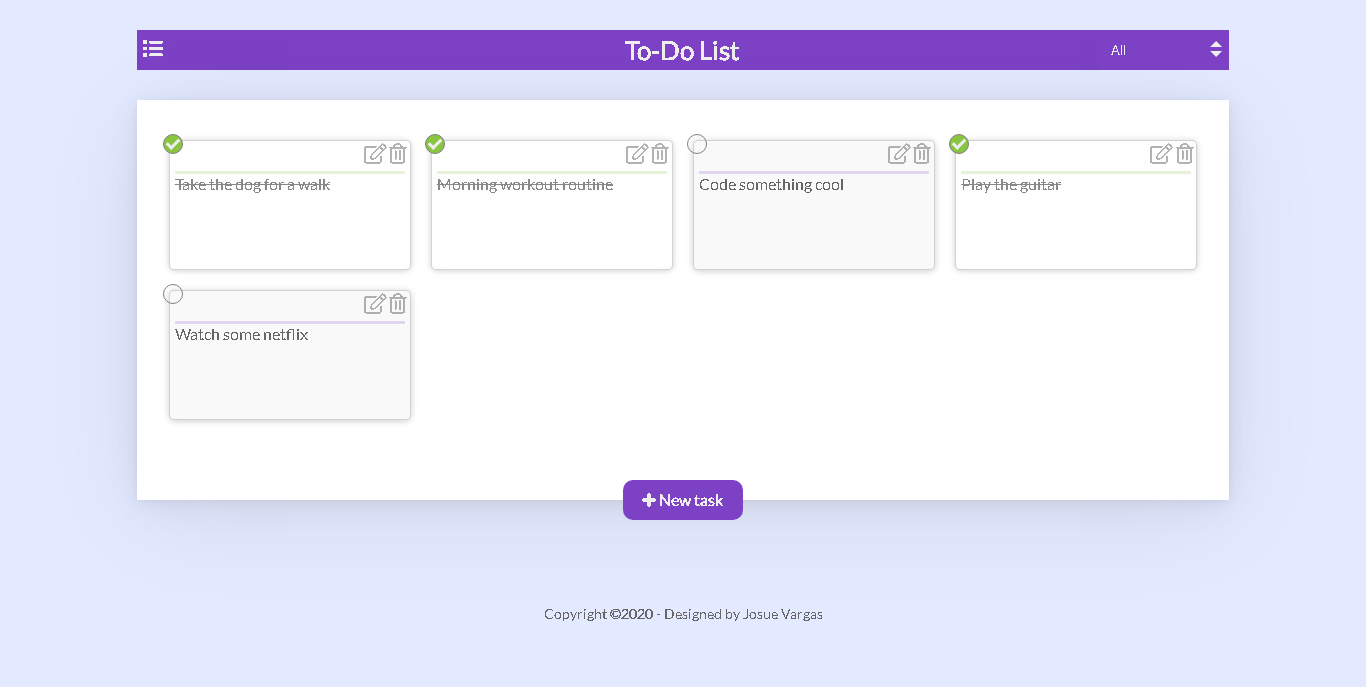 To-Do List
All
Take the dog for a walk
Morning workout routine
Code something cool
Play the guitar
Watch some netflix
New task
Copyright ©2020 - Designed by Josue Vargas